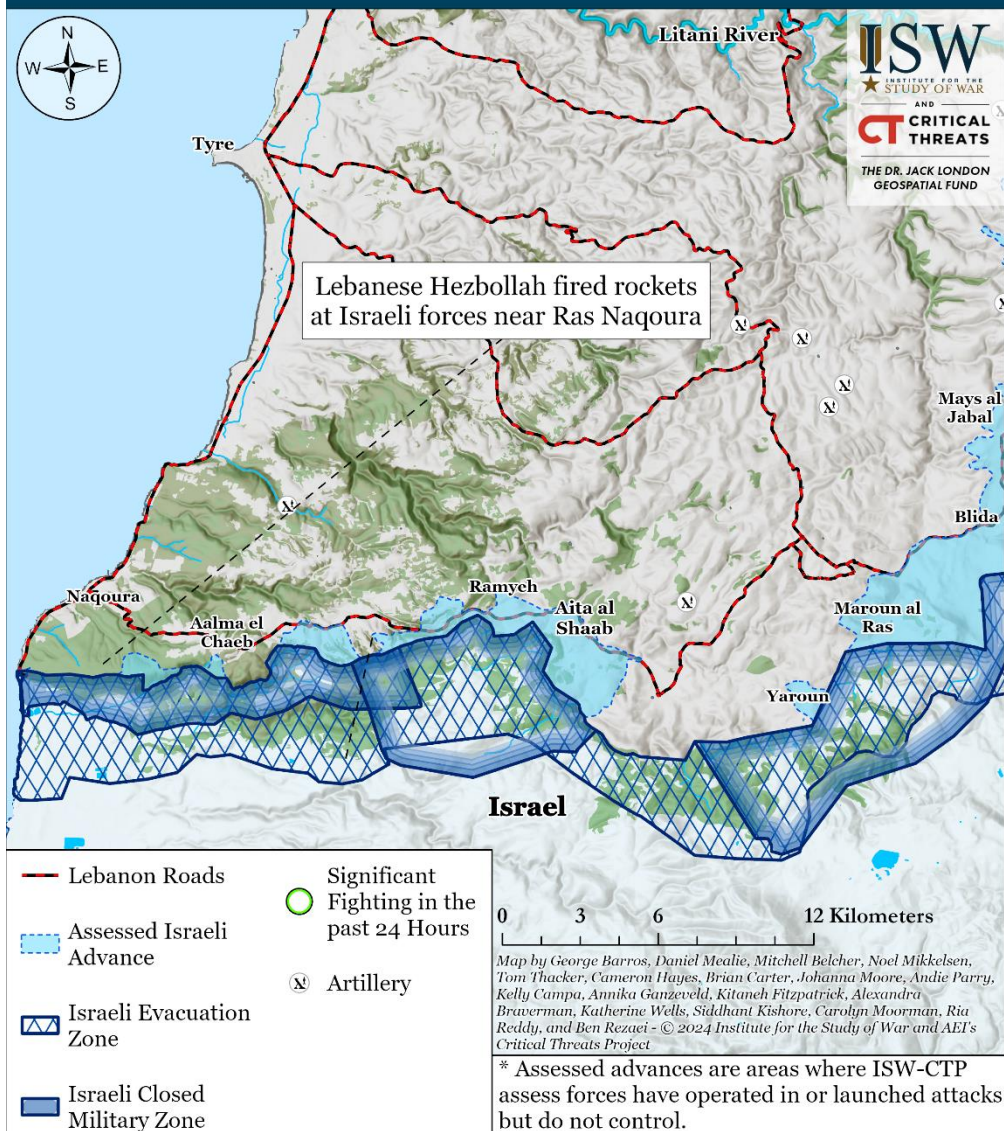 N
W E
S
Litani River
ISW
INSTITUTE FOR THE
STUDY OF WAR
AND
CT CRITICAL
THREATS
THE DR. JACK LONDON
GEOSPATIAL FUND
Tyre
Lebanese Hezbollah fired rockets
at Israeli forces near Ras Naqoura
Mays al
Jabal
Blida
Naqoura
Ramyeh
Aalma el
Chaeb
Aita al
Shaab
Maroun al
Ras
Yaroun
Israel
Lebanon Roads
Assessed Israeli
Advance
Israeli Evacuation
Zone
Israeli Closed
Military Zone
Significant
Fighting in the
past 24 Hours
Artillery
0 3 6 12 Kilometers
Map by George Barros, Daniel Mealie, Mitchell Belcher, Noel Mikkelsen,
Tom Thacker, Cameron Hayes, Brian Carter, Johanna Moore, Andie Parry,
Kelly Campa, Annika Ganzeveld, Kitaneh Fitzpatrick, Alexandra
Braverman, Katherine Wells, Siddhant Kishore, Carolyn Moorman, Ria
Reddy, and Ben Rezaei - © 2024 Institute for the Study of War and AEI's
Critical Threats Project
* Assessed advances are areas where ISW-CTP
assess forces have operated in or launched attacks
but do not control.